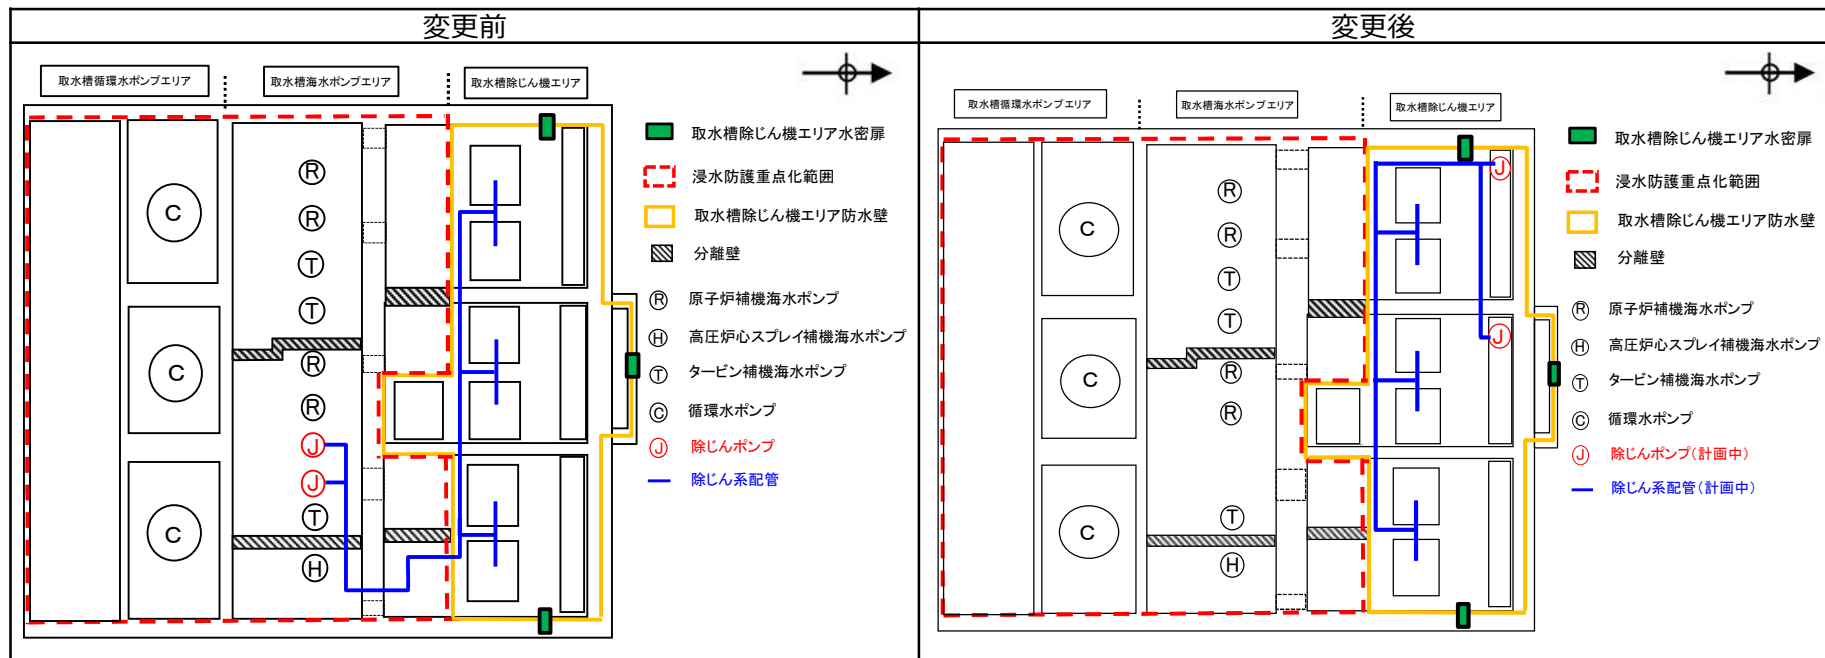 変更前
変更後
取水槽循環水ポンプエリア
取水槽海水ポンプエリア
取水槽除じん機エリア
R
R
T
T
R
R
J
J
T
H
C
C
C
取水槽除じん機エリア水密扉
浸水防護重点化範囲
取水槽除じん機エリア防水壁
分離壁
R 原子炉補機海水ポンプ
H 高圧炉心スプレイ補機海水ポンプ
T タービン補機海水ポンプ
C 循環水ポンプ
J 除じんポンプ
除じん系配管
取水槽循環水ポンプエリア
取水槽海水ポンプエリア
取水槽除じん機エリア
R
R
T
T
R
R
T
H
C
C
C
J
J
取水槽除じん機エリア水密扉
浸水防護重点化範囲
取水槽除じん機エリア防水壁
分離壁
R 原子炉補機海水ポンプ
H 高圧炉心スプレイ補機海水ポンプ
T タービン補機海水ポンプ
C 循環水ポンプ
J 除じんポンプ(計画中)
除じん系配管(計画中)